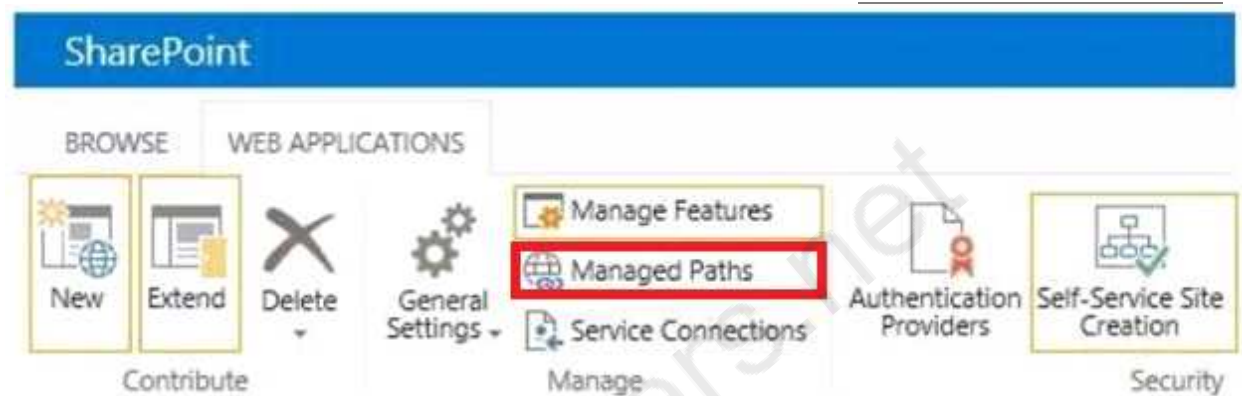 SharePoint
BROWSE WEB APPLICATIONS
New
Extend
Delete
General
Settings
Manage Features
Managed Paths
Service Connections
Authentication
Providers
Self-Service Site
Creation
Contribute
Manage
Security